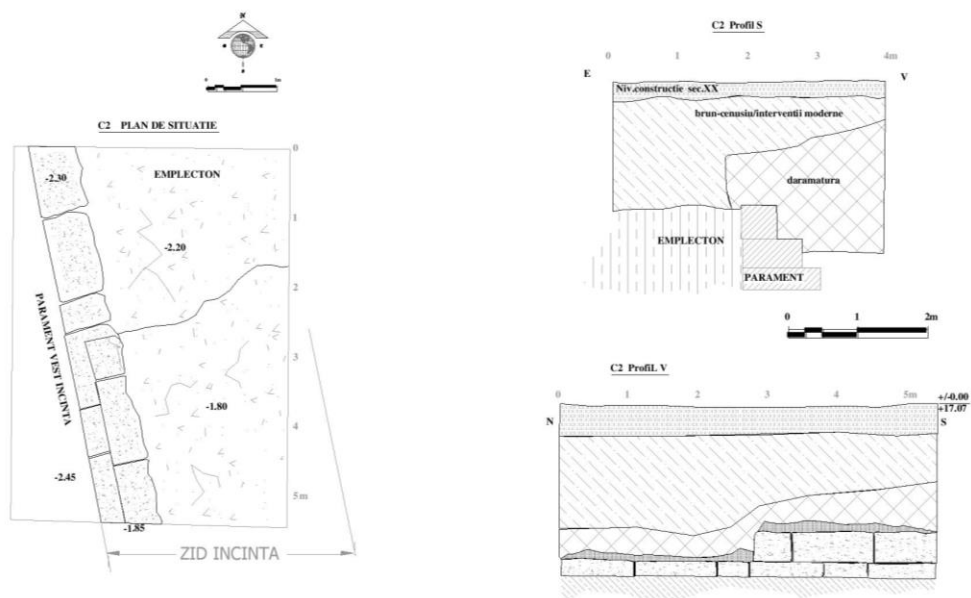 N
0 1m
C2 PLAN DE SITUATIE
0
-2.30
EMPLECTON
1
-2.20
2
PARAMENT VEST INCINTA
3
-1.80
4
-2.45
5 m
-1.85
ZID INCINTA
C2 Profil S
0 1 2 3 4m
E V
Niv.constructie sec.XX
brun-cenusiu/interventii moderne
daramatura
EMPLECTON
PARAMENT
0 1 2m
C2 ProfiL V
0 1 2 3 4 5m +/-0.00
+17.07
N S